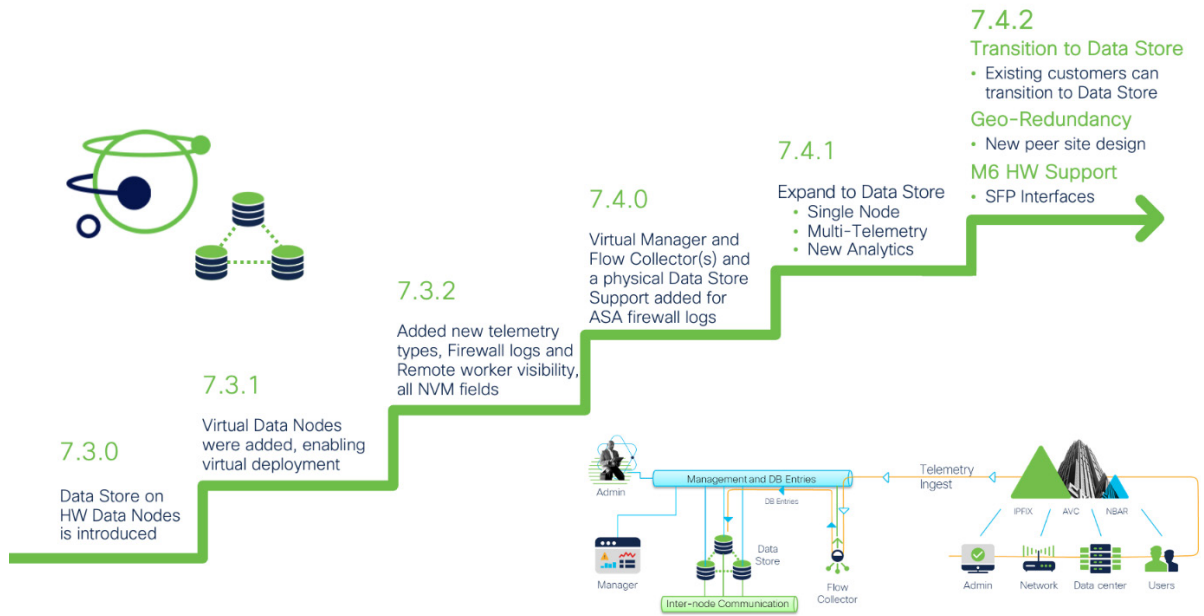 7.3.0
Data Store on
HW Data Nodes
is introduced
7.3.1
Virtual Data Nodes
were added, enabling
virtual deployment
7.3.2
Added new telemetry
types, Firewall logs and
Remote worker visibility,
all NVM fields
7.4.0
Virtual Manager and
Flow Collector(s) and
a physical Data Store
Support added for
ASA firewall logs
7.4.1
Expand to Data Store
• Single Node
• Multi-Telemetry
• New Analytics
7.4.2
Transition to Data Store
• Existing customers can
transition to Data Store
Geo-Redundancy
• New peer site design
M6 HW Support
• SFP Interfaces
Admin
Management and DB Entries
DB Entries
Manager
Data
Store
Flow
Collector
Inter-node Communication
Telemetry
Ingest
IPFIX
AVC
NBAR
Admin
Network
Data center
Users